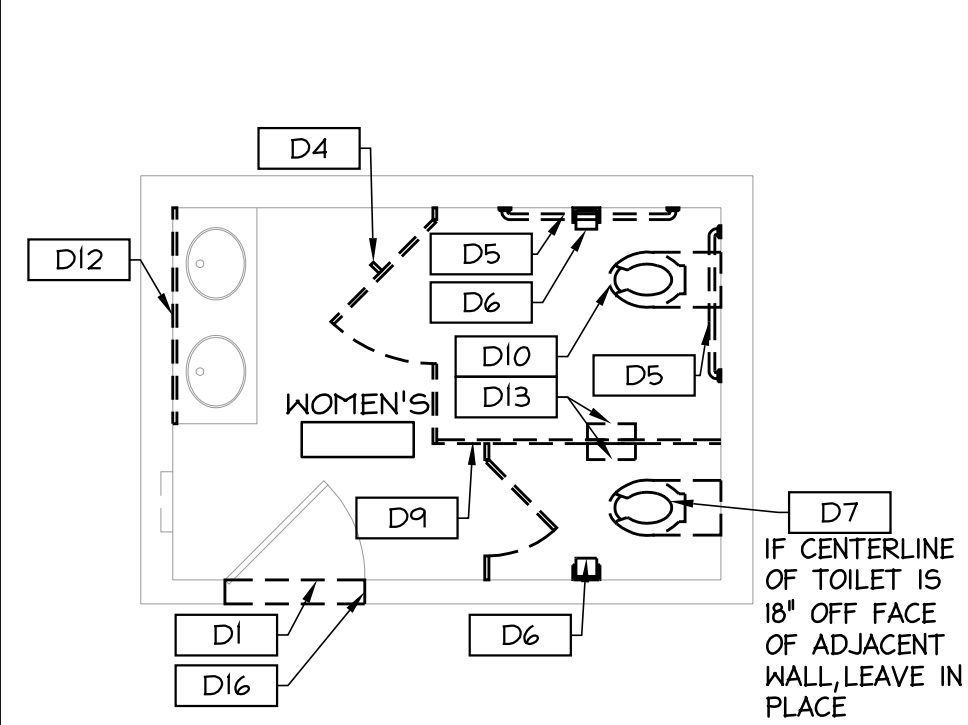 D4
D12
D5
D6
D10
D5
D13
WOMEN'S
D9
D7
IF CENTERLINE
OF TOILET IS
18" OFF FACE
OF ADJACENT
WALL, LEAVE IN
PLACE
D1
D6
D16